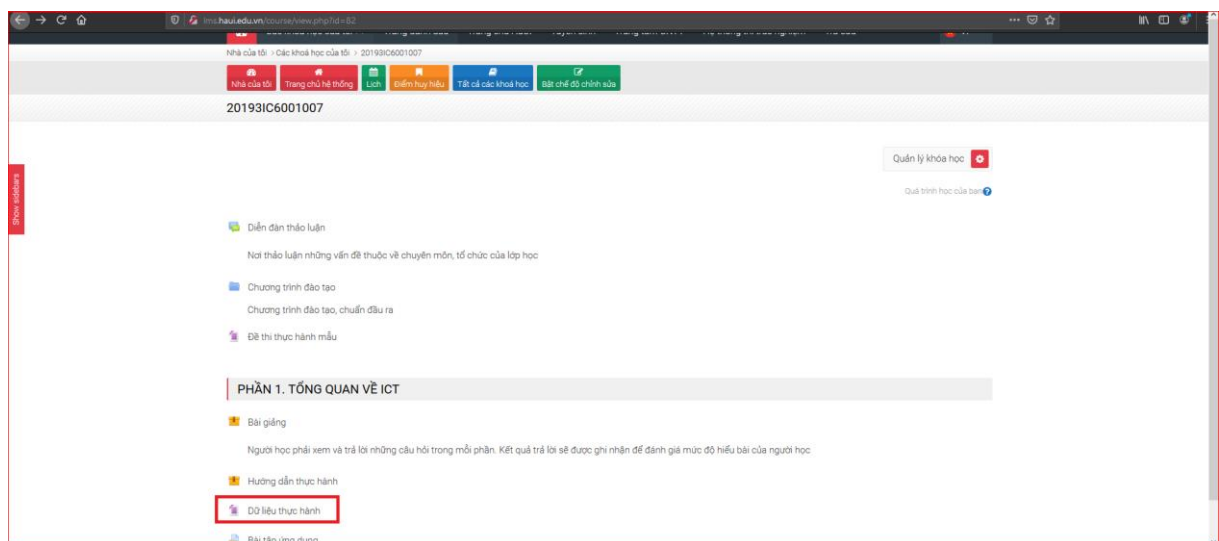 lms.haui.edu.vn/course/view.php?id=82
Nhà của tôi > Các khoá học của tôi > 20193IC6001007
Nhà của tôi
Trang chủ hệ thống
Lịch
Điểm huy hiệu
Tất cả các khoá học
Bật chế độ chỉnh sửa
20193IC6001007
Quản lý khóa học
Quá trình học của bạn
Show sidebars
Diễn đàn thảo luận
Nơi thảo luận những vấn đề thuộc về chuyên môn, tổ chức của lớp học
Chương trình đào tạo
Chương trình đào tạo, chuẩn đầu ra
Đề thi thực hành mẫu
PHẦN 1. TỔNG QUAN VỀ ICT
Bài giảng
Người học phải xem và trả lời những câu hỏi trong mỗi phần. Kết quả trả lời sẽ được ghi nhận để đánh giá mức độ hiểu bài của người học
Hướng dẫn thực hành
Dữ liệu thực hành
Bài tập ứng dụng